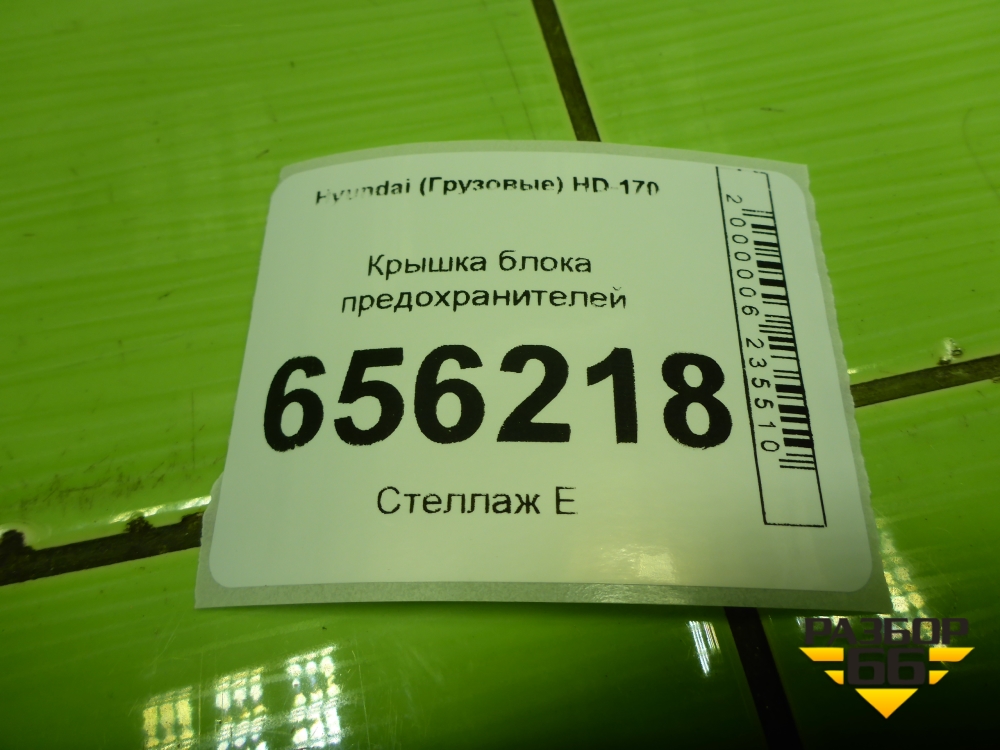 Hyundai (Грузовые) HD-170
Крышка блока
предохранителей
656218
Стеллаж Е
2000006235510
РАЗБОР
66